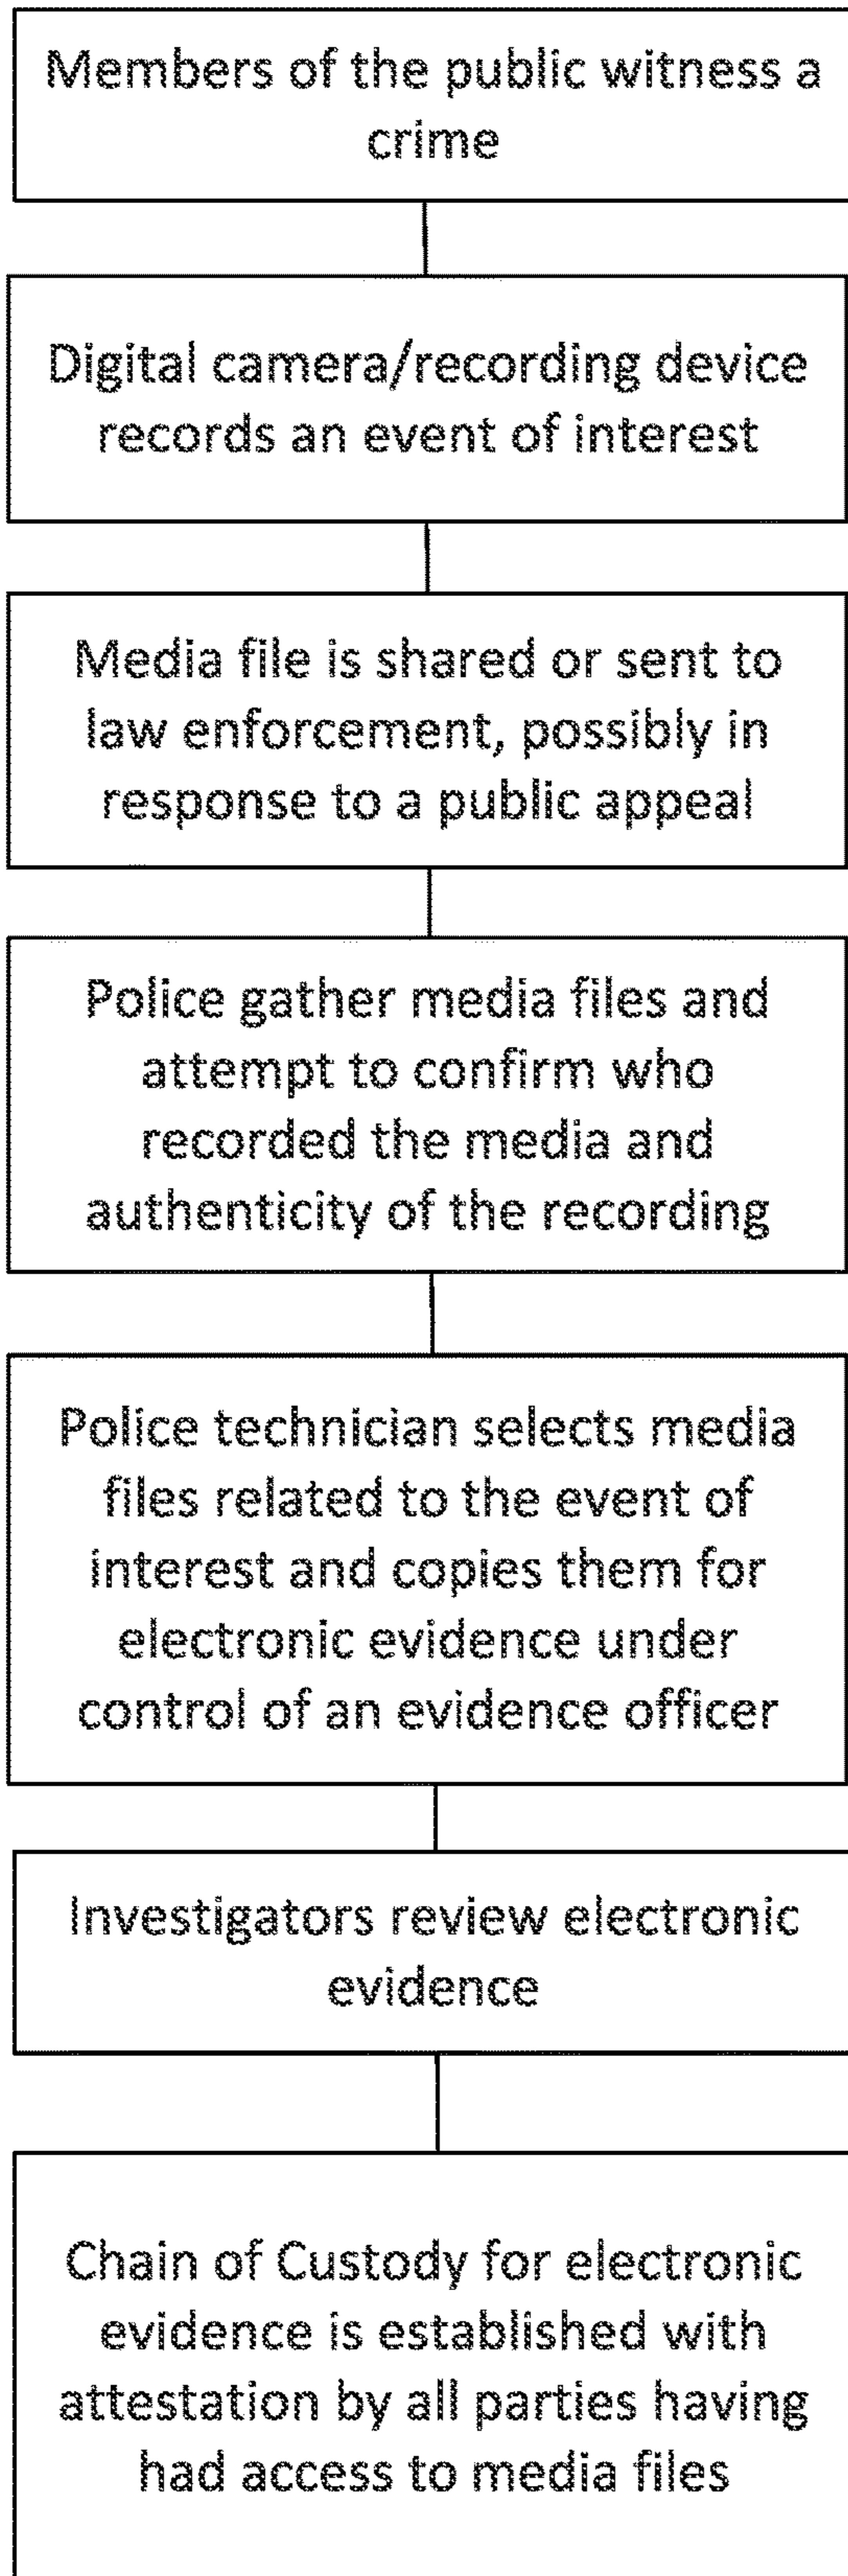 Members of the public witness a
crime
Digital camera/recording device
records an event of interest
Media file is shared or sent to
law enforcement, possibly in
response to a public appeal
Police gather media files and
attempt to confirm who
recorded the media and
authenticity of the recording
Police technician selects media
files related to the event of
interest and copies them for
electronic evidence under
control of an evidence officer
Investigators review electronic
evidence
Chain of Custody for electronic
evidence is established with
attestation by all parties having
had access to media files